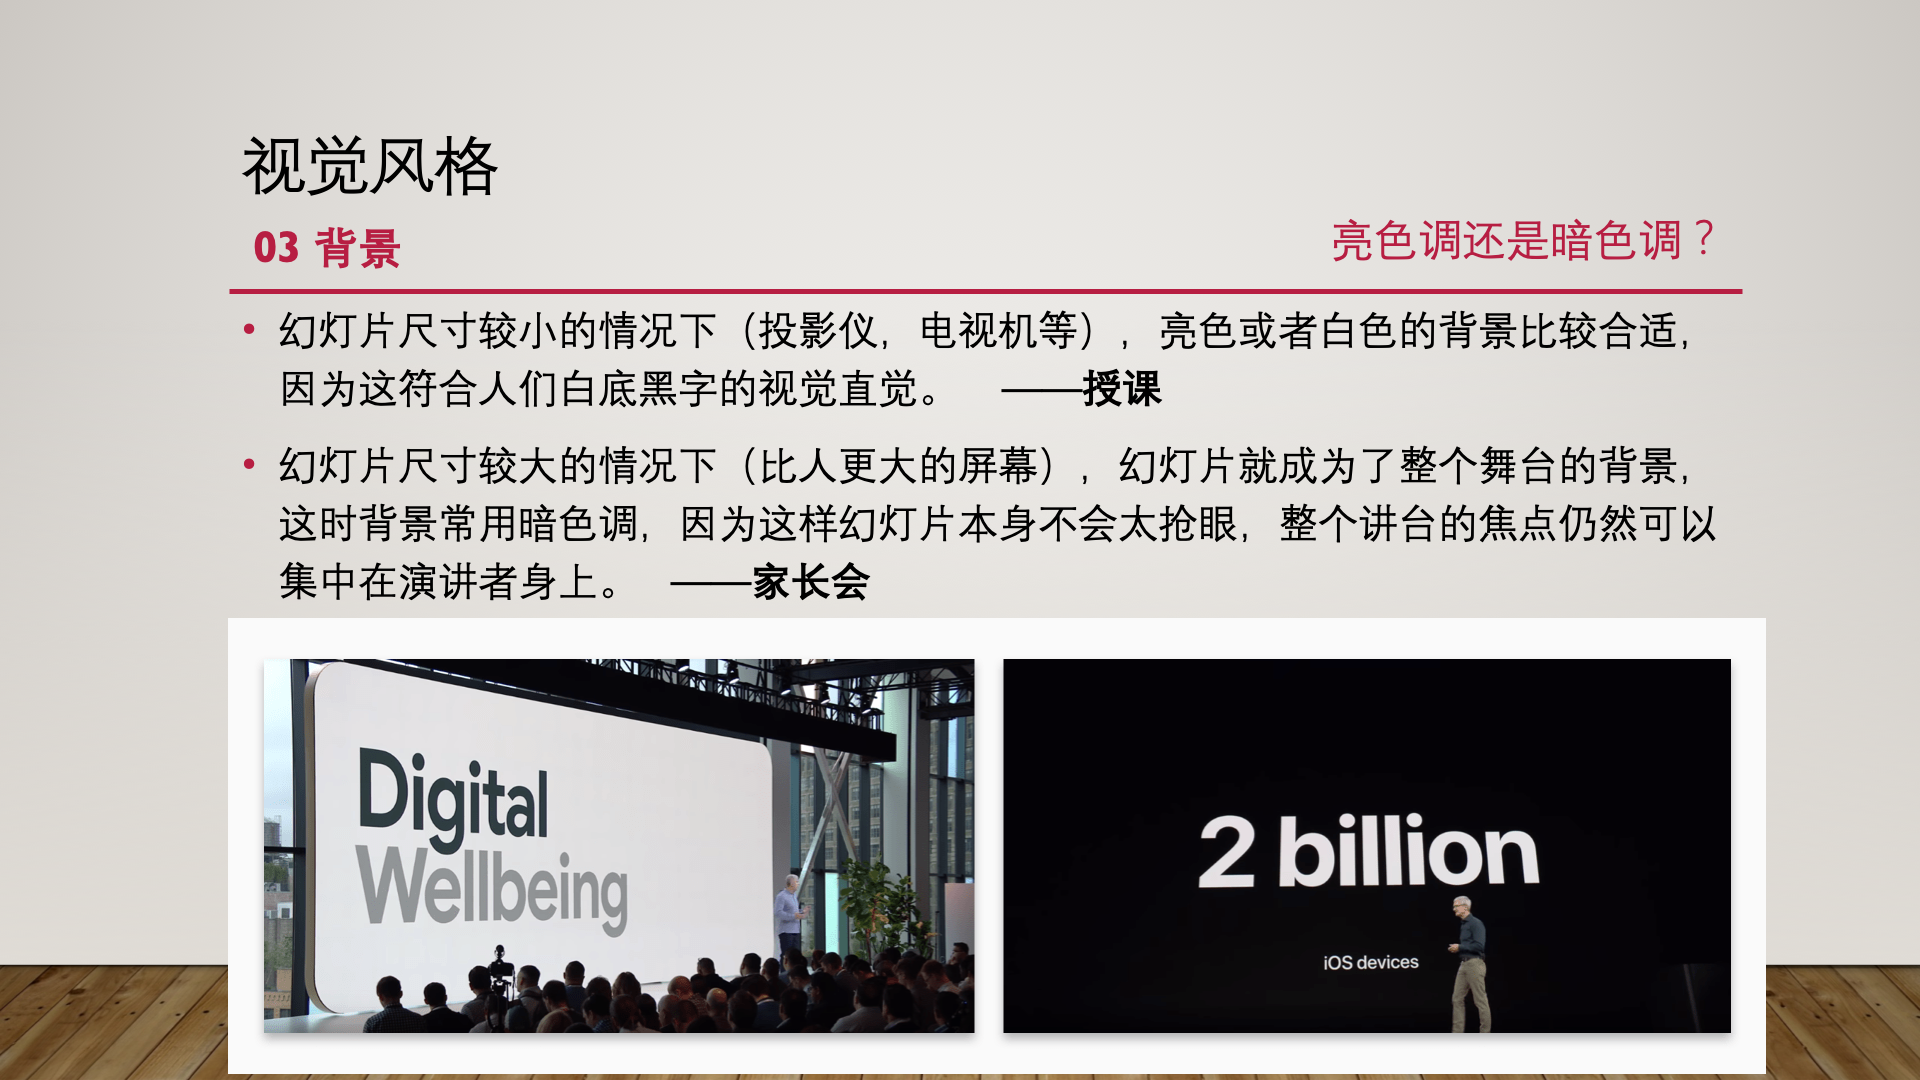 视觉风格
03 背景
亮色调还是暗色调？
• 幻灯片尺寸较小的情况下（投影仪，电视机等），亮色或者白色的背景比较合适，
因为这符合人们白底黑字的视觉直觉。 ——授课
• 幻灯片尺寸较大的情况下（比人更大的屏幕），幻灯片就成为了整个舞台的背景，
这时背景常用暗色调，因为这样幻灯片本身不会太抢眼，整个讲台的焦点仍然可以
集中在演讲者身上。 ——家长会
Digital
Wellbeing
2 billion
iOS devices